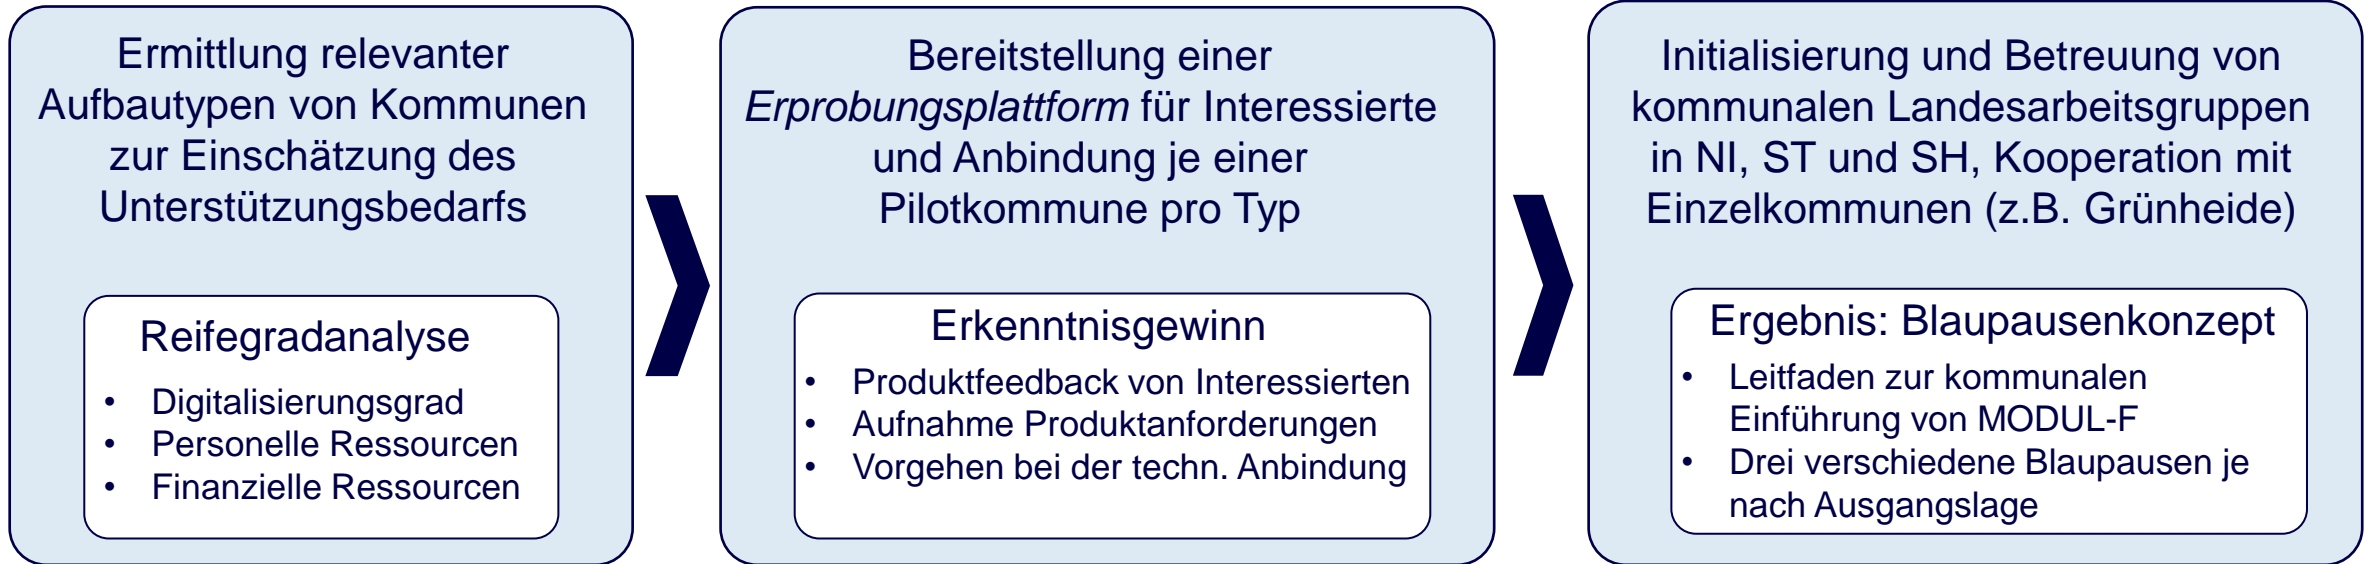 Ermittlung relevanter
Aufbautypen von Kommunen
zur Einschätzung des
Unterstützungsbedarfs
Reifegradanalyse
• Digitalisierungsgrad
• Personelle Ressourcen
• Finanzielle Ressourcen
Bereitstellung einer
Erprobungsplattform für Interessierte
und Anbindung je einer
Pilotkommune pro Typ
Erkenntnisgewinn
• Produktfeedback von Interessierten
• Aufnahme Produktanforderungen
• Vorgehen bei der techn. Anbindung
Initialisierung und Betreuung von
kommunalen Landesarbeitsgruppen
in NI, ST und SH, Kooperation mit
Einzelkommunen (z.B. Grünheide)
Ergebnis: Blaupausenkonzept
• Leitfaden zur kommunalen
Einführung von MODUL-F
• Drei verschiedene Blaupausen je
nach Ausgangslage